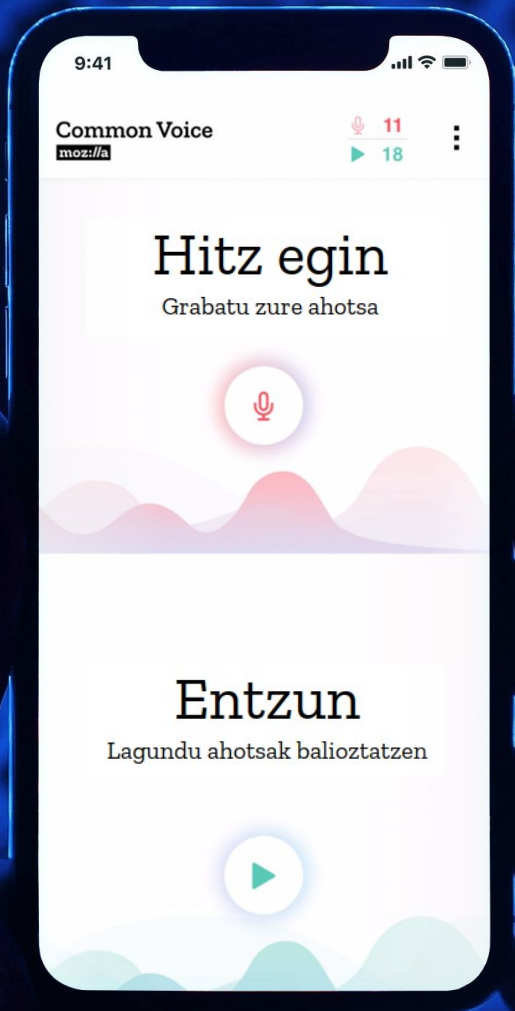 9:41
Common Voice
moz://a
11
18
Hitz egin
Grabatu zure ahotsa
Entzun
Lagundu ahotsak balioztatzen